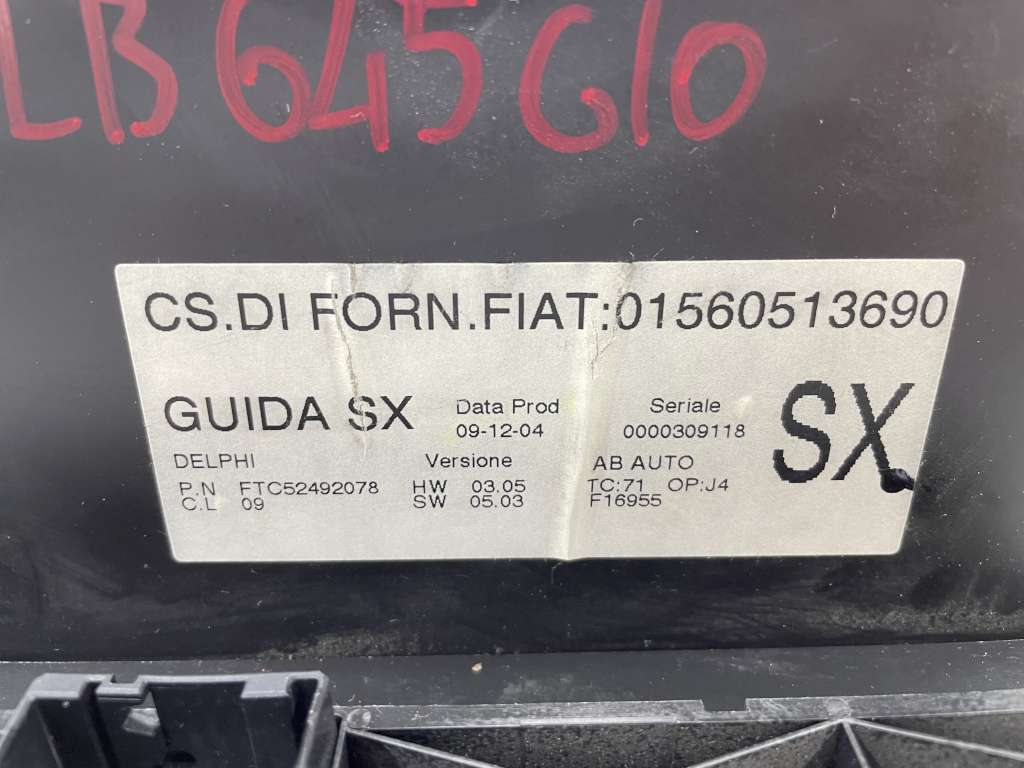 LB645610
CS.DI FORN.FIAT:01560513690
GUIDA SX
Data Prod
09-12-04
Seriale
0000309118
SX
DELPHI
P.N FTC52492078
C.L 09
Versione
HW 03.05
SW 05.03
AB AUTO
TC:71 OP:J4
F16955